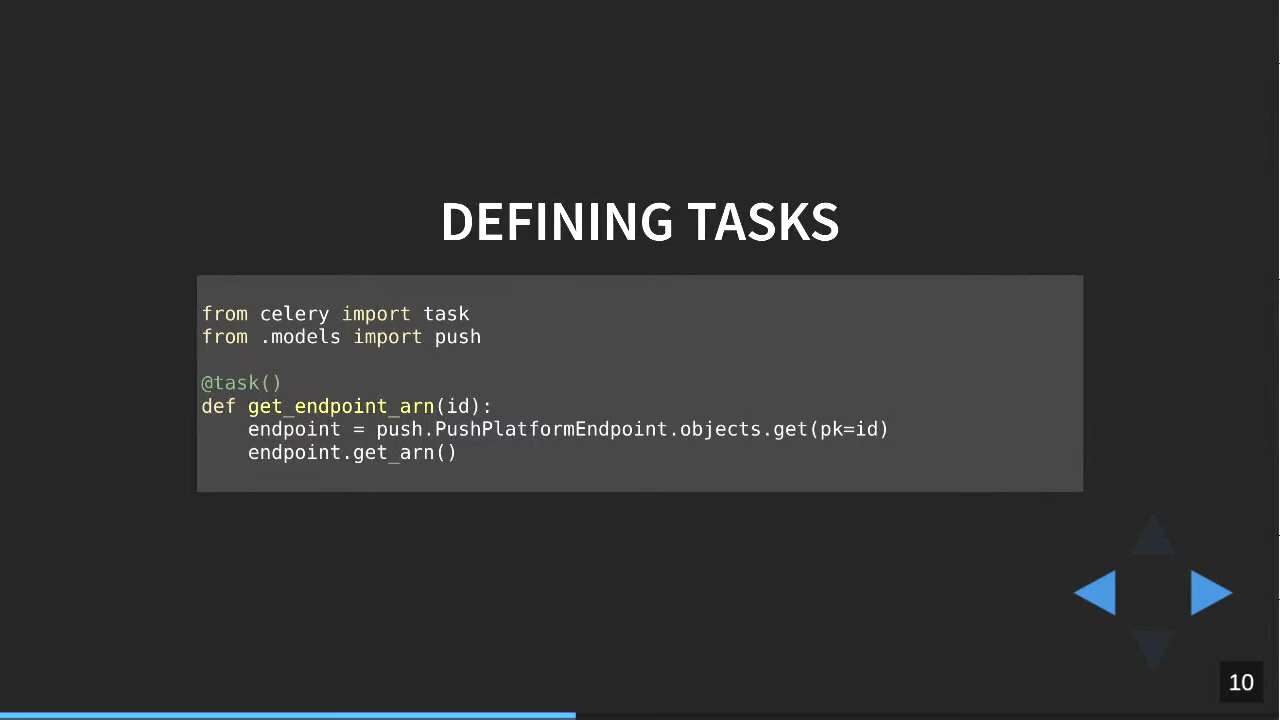 DEFINING TASKS
from celery import task
from .models import push
@task()
def get_endpoint_arn(id):
    endpoint = push.PushPlatformEndpoint.objects.get(pk=id)
    endpoint.get_arn()
10